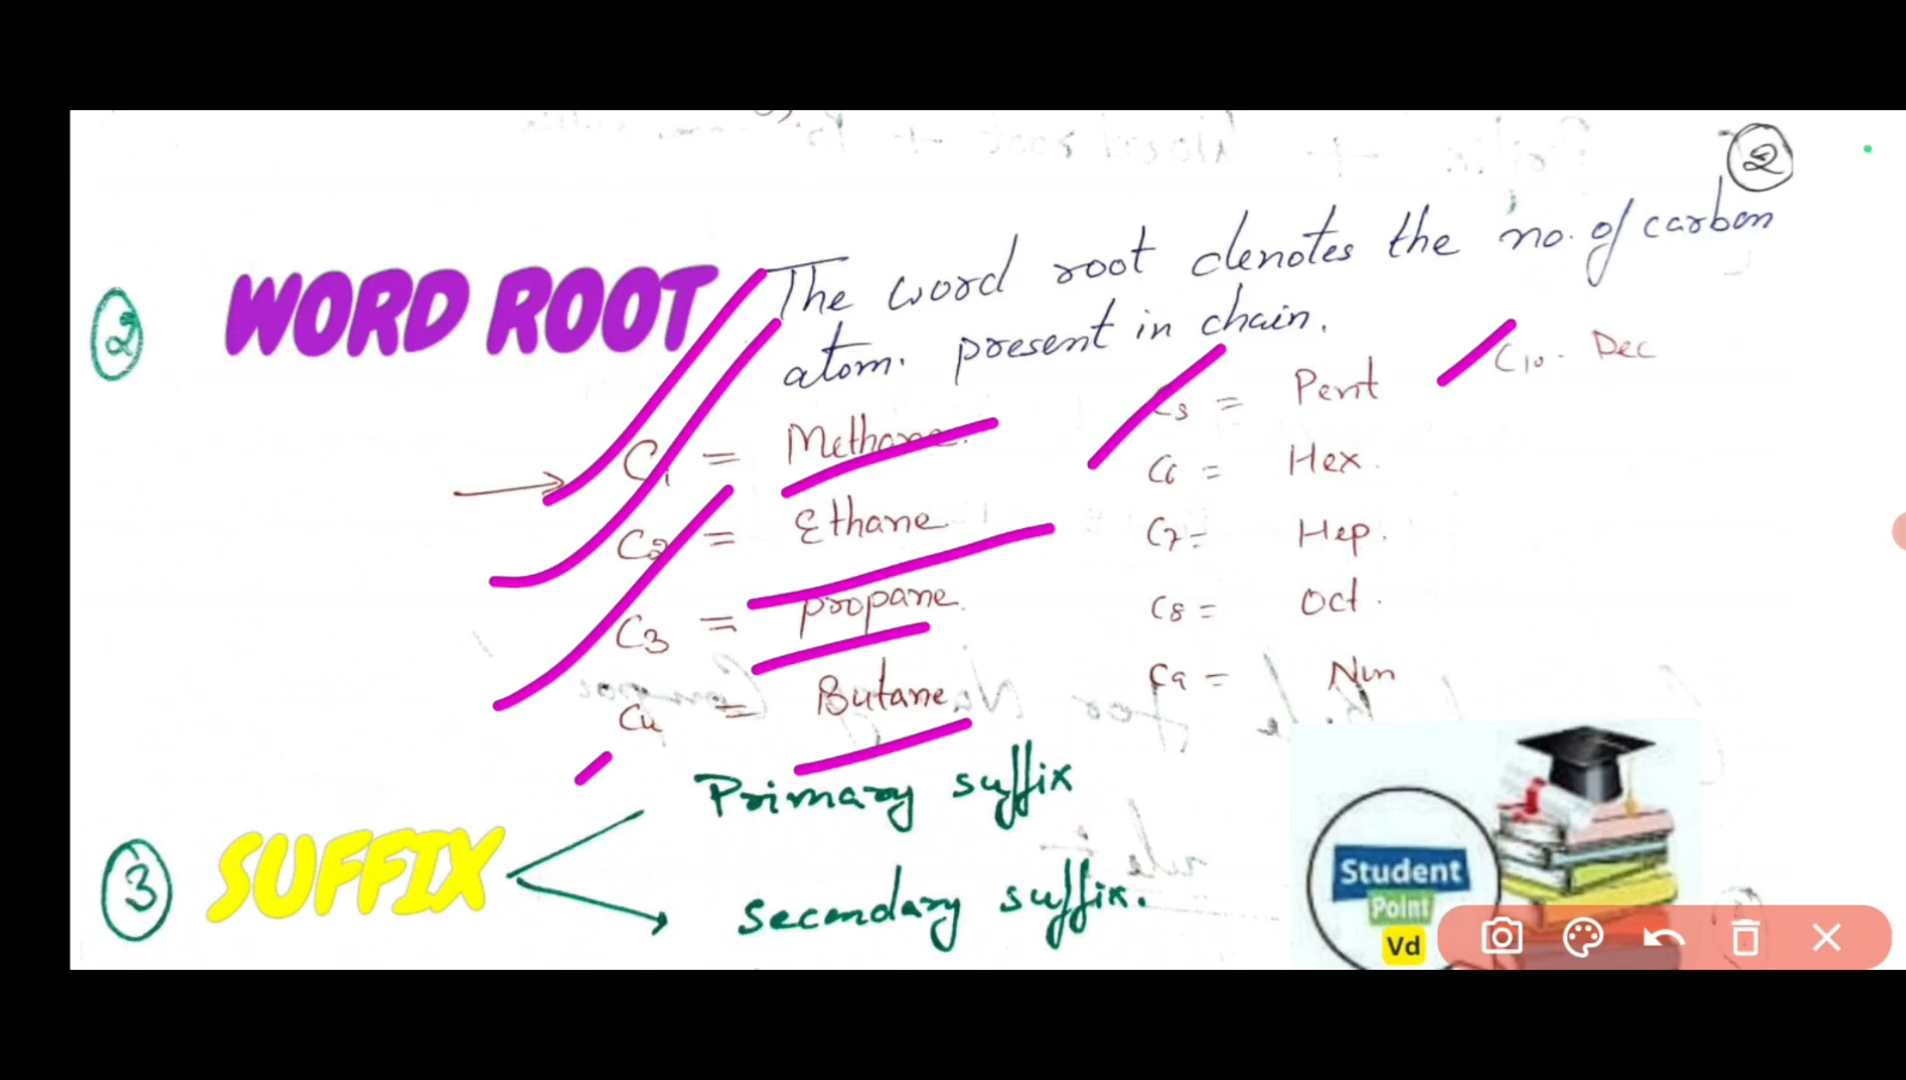 2
2 WORD ROOT The word root denotes the no. of carbon
atom. present in chain.
C1 = Methane.
C2 = Ethane
C3 = propane.
C4 = Butane
C5 = Pent
C6 = Hex.
C7 = Hep.
C8 = Oct.
C9 = Nun
C10. Dec
3 SUFFIX
Primary suffix
Secondary suffix.
Student
Point
Vd